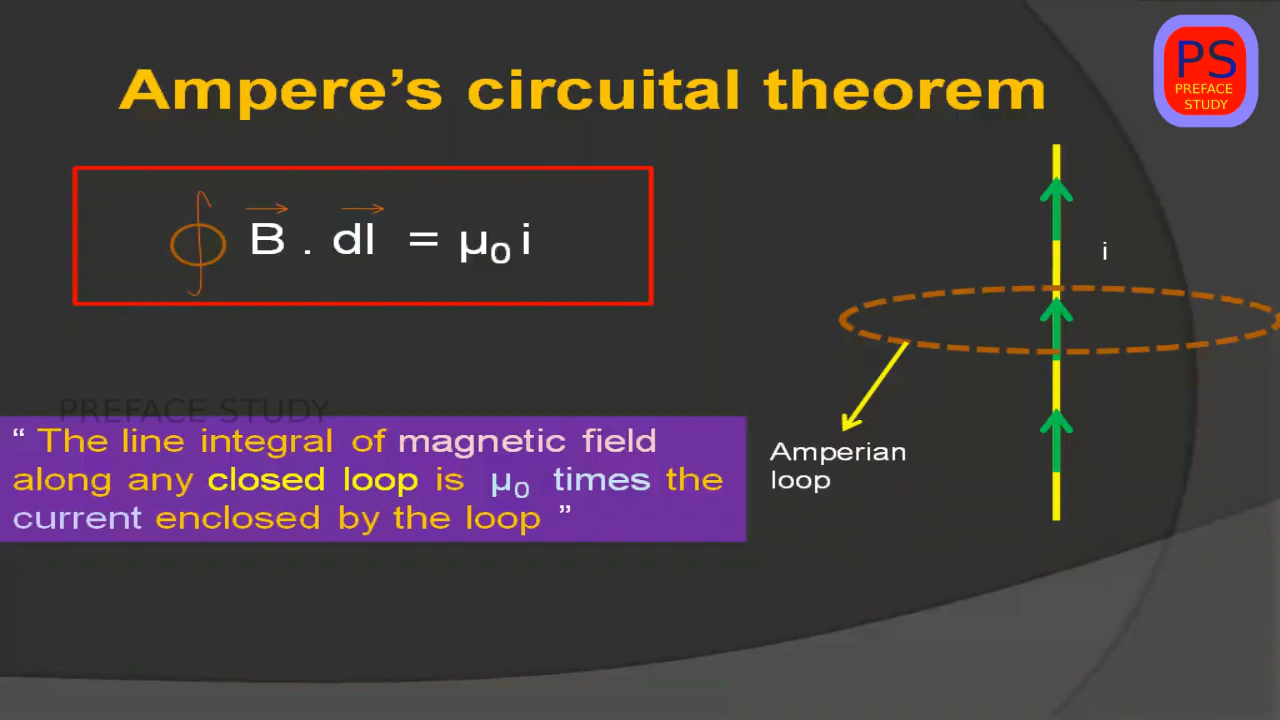 Ampere's circuital theorem
PS
PREFACE
STUDY
∮ B⃗ . dl⃗ = μ₀ i
i
PREFACE STUDY
“ The line integral of magnetic field
along any closed loop is μ₀ times the
current enclosed by the loop ”
Amperian
loop